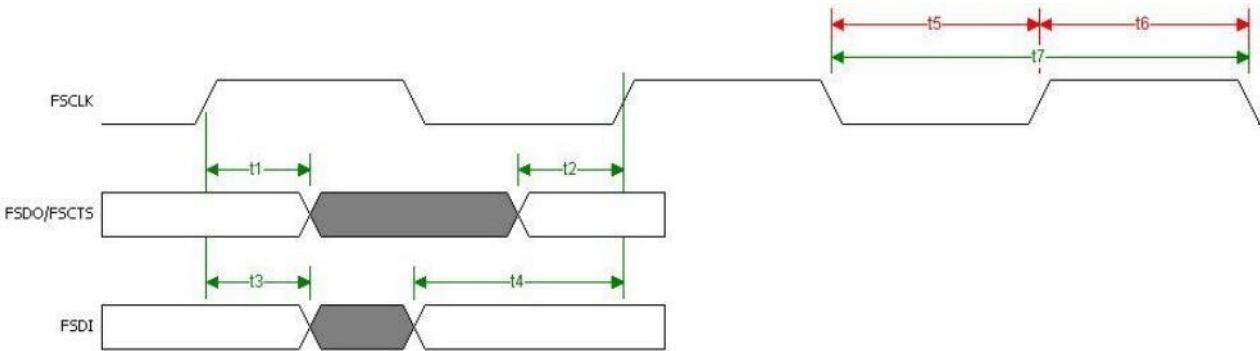 t5 t6
t7
FSCLK
t1 t2
FSDO/FSCTS
t3 t4
FSDI